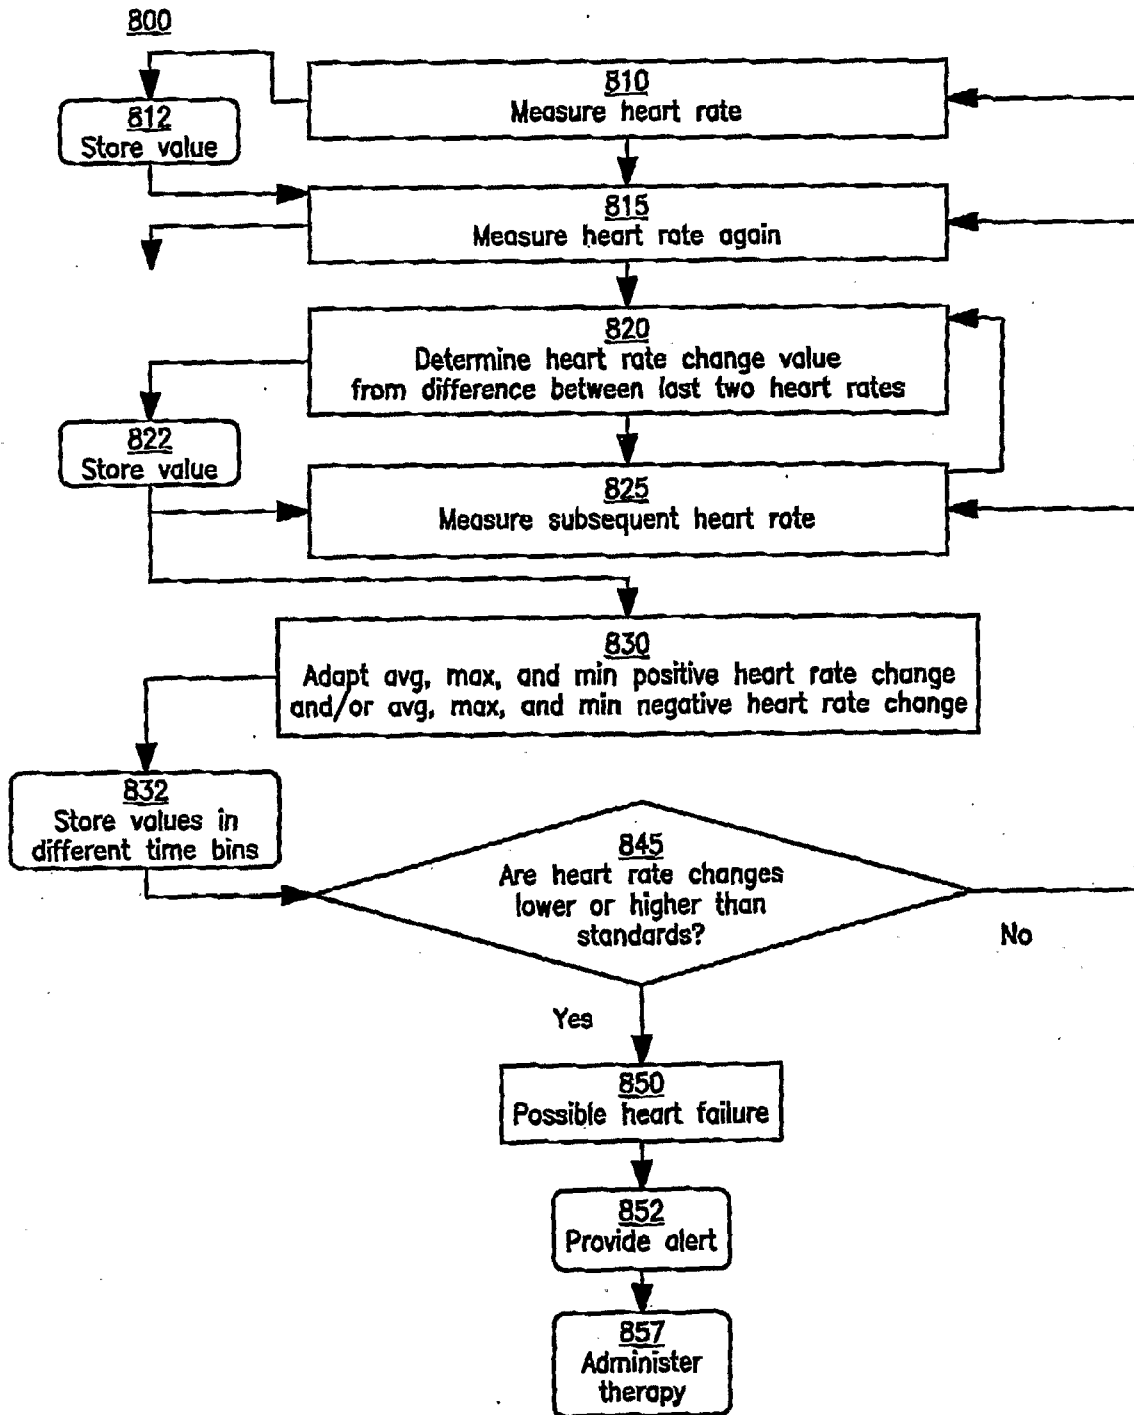 800
810
Measure heart rate
812
Store value
815
Measure heart rate again
820
Determine heart rate change value
from difference between last two heart rates
822
Store value
825
Measure subsequent heart rate
830
Adapt avg, max, and min positive heart rate change
and/or avg, max, and min negative heart rate change
832
Store values in
different time bins
845
Are heart rate changes
lower or higher than
standards?
No
Yes
850
Possible heart failure
852
Provide alert
857
Administer
therapy